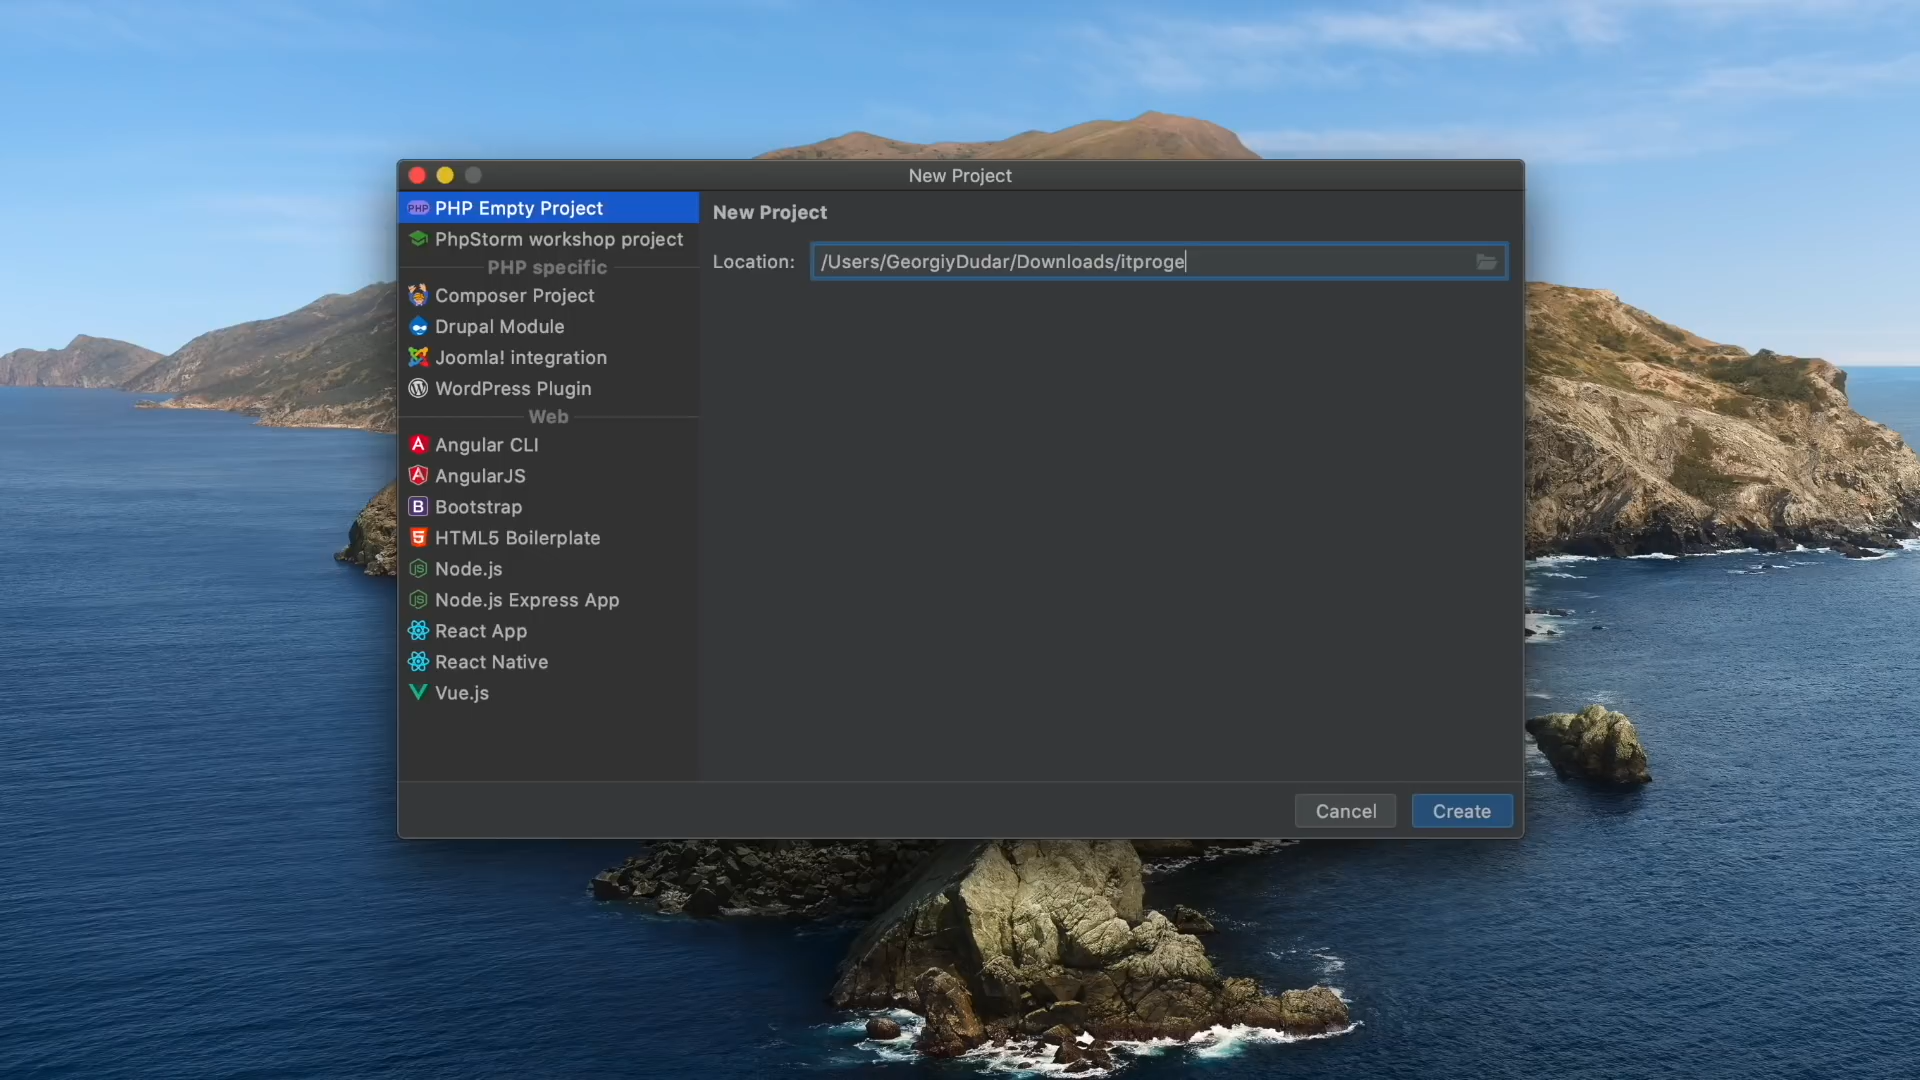 New Project
PHP PHP Empty Project
PhpStorm workshop project
PHP specific
Composer Project
Drupal Module
Joomla! integration
WordPress Plugin
Web
Angular CLI
AngularJS
Bootstrap
HTML5 Boilerplate
Node.js
Node.js Express App
React App
React Native
Vue.js
New Project
Location: /Users/GeorgiyDudar/Downloads/itproge
Cancel Create